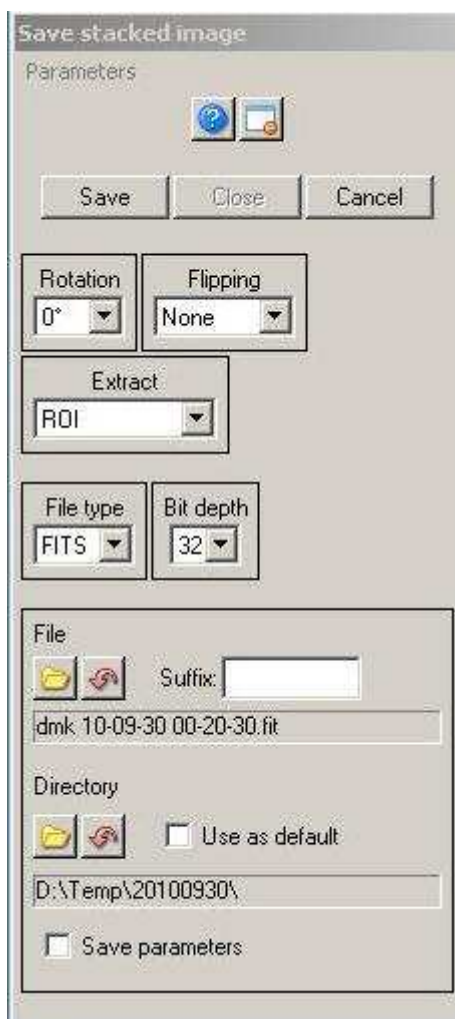 Save stacked image
Parameters
Save Close Cancel
Rotation Flipping
0° None
Extract
ROI
File type Bit depth
FITS 32
File
Suffix:
dmk 10-09-30 00-20-30.fit
Directory
Use as default
D:\Temp\20100930\
Save parameters